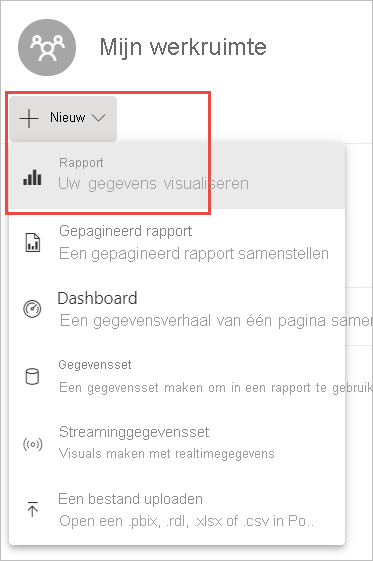 Mijn werkruimte
Nieuw
Rapport
Uw gegevens visualiseren
Gepagineerd rapport
Een gepagineerd rapport samenstellen
Dashboard
Een gegevensverhaal van één pagina samen
Gegevensset
Een gegevensset maken om in een rapport te gebruik
Streaminggegevensset
Visuals maken met realtimegegevens
Een bestand uploaden
Open een .pbix, .rdl, .xlsx of .csv in Po..